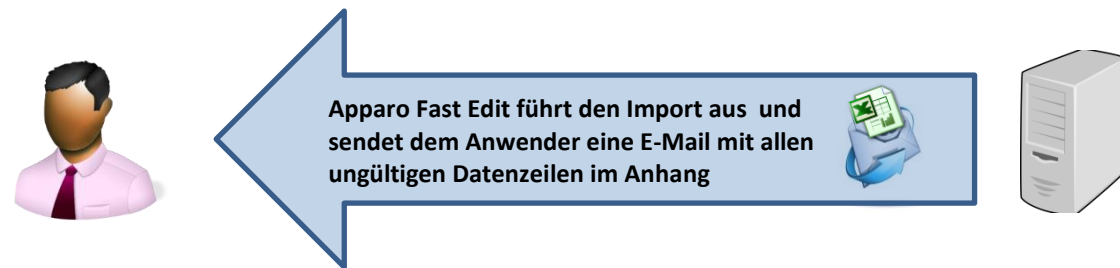 Apparo Fast Edit führt den Import aus und
sendet dem Anwender eine E-Mail mit allen
ungültigen Datenzeilen im Anhang